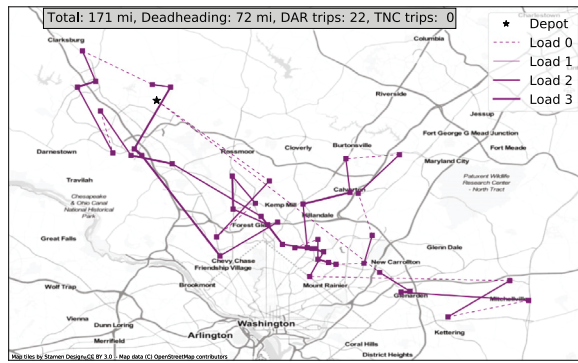 Total: 171 mi, Deadheading: 72 mi, DAR trips: 22, TNC trips: 0
Clarksburg
Columbia
Depot
Load 0
Load 1
Load 2
Load 3
Riverside
Jessup
Fort George G Mead Junction
Fort Meade
Darnestown
Rossmoor
Cloverly
Burtonsville
Maryland City
Travilah
Patuxent Wildlife
Research Center
- North Tract
Chesapeake
& Ohio Canal
National Historical
Park
Kemp Mill
Calverton
Hillandale
Forest Glen
Great Falls
Chevy Chase
Friendship Village
Glenn Dale
New Carrollton
Wolf Trap
Brookmont
Mount Rainier
Glenarden
Mitchellville
Vienna
Dunn Loring
Merrifield
Washington
Arlington
Kettering
Coral Hills
District Heights
Map tiles by Stamen Design, CC BY 3.0 -- Map data (C) OpenStreetMap contributors